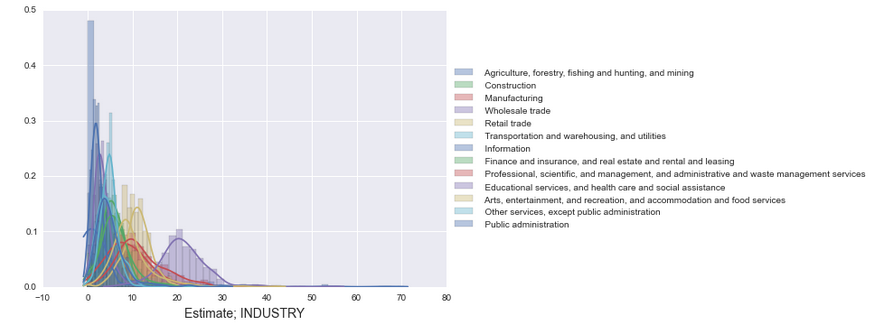 0.5
0.4
0.3
0.2
0.1
0.0
−10 0 10 20 30 40 50 60 70 80
Estimate; INDUSTRY
Agriculture, forestry, fishing and hunting, and mining
Construction
Manufacturing
Wholesale trade
Retail trade
Transportation and warehousing, and utilities
Information
Finance and insurance, and real estate and rental and leasing
Professional, scientific, and management, and administrative and waste management services
Educational services, and health care and social assistance
Arts, entertainment, and recreation, and accommodation and food services
Other services, except public administration
Public administration